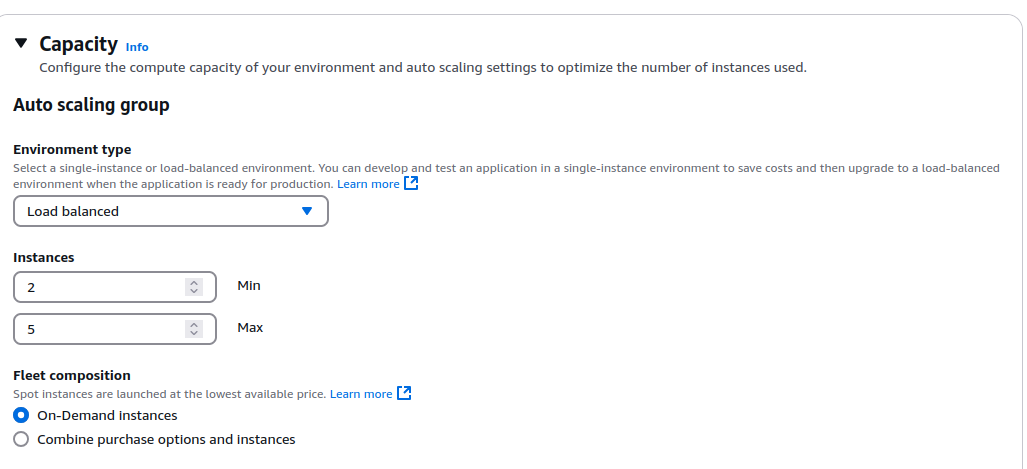 Capacity Info
Configure the compute capacity of your environment and auto scaling settings to optimize the number of instances used.
Auto scaling group
Environment type
Select a single-instance or load-balanced environment. You can develop and test an application in a single-instance environment to save costs and then upgrade to a load-balanced
environment when the application is ready for production. Learn more
Load balanced
Instances
2 Min
5 Max
Fleet composition
Spot instances are launched at the lowest available price. Learn more
On-Demand instances
Combine purchase options and instances